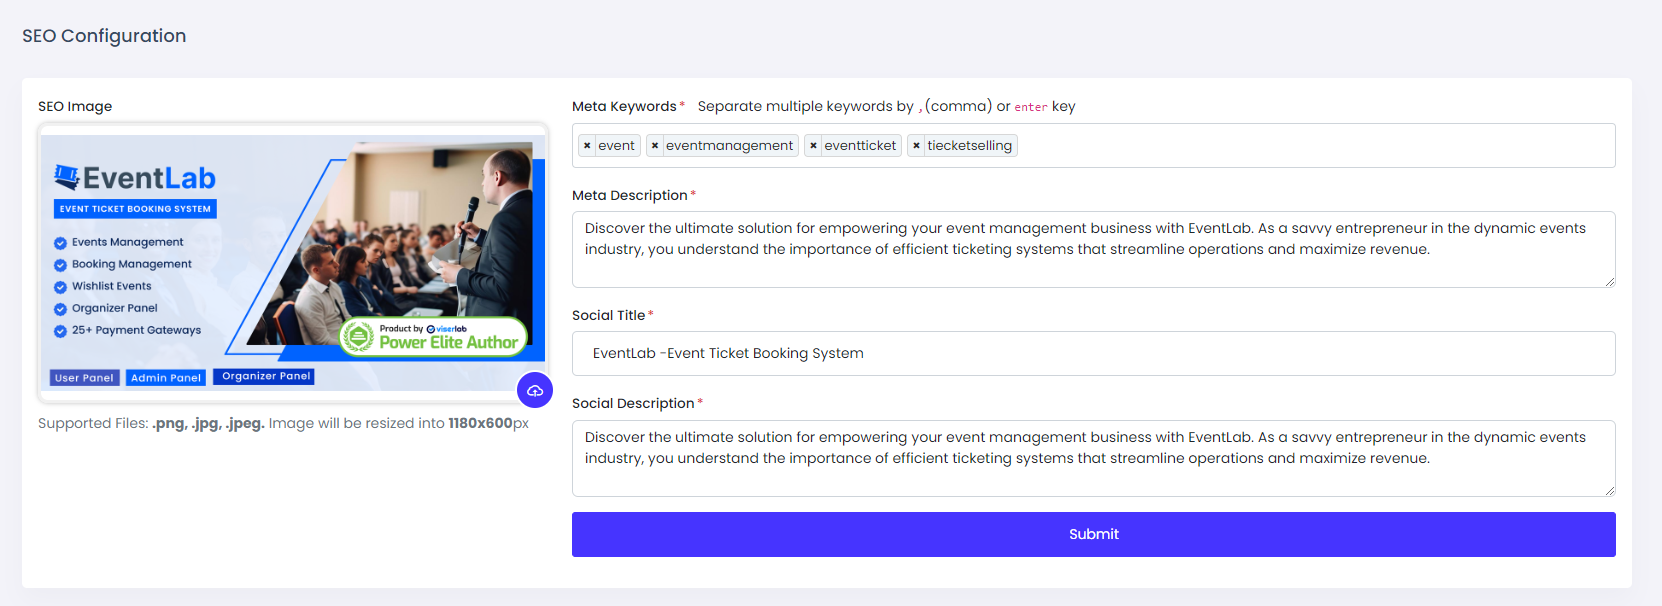 SEO Configuration
SEO Image
EventLab
EVENT TICKET BOOKING SYSTEM
Events Management
Booking Management
Wishlist Events
Organizer Panel
25+ Payment Gateways
Product by viserlab
Power Elite Author
User Panel Admin Panel Organizer Panel
Supported Files: .png, .jpg, .jpeg. Image will be resized into 1180x600px
Meta Keywords* Separate multiple keywords by ,(comma) or enter key
× event × eventmanagement × eventticket × tiecketselling
Meta Description*
Discover the ultimate solution for empowering your event management business with EventLab. As a savvy entrepreneur in the dynamic events
industry, you understand the importance of efficient ticketing systems that streamline operations and maximize revenue.
Social Title*
EventLab -Event Ticket Booking System
Social Description*
Discover the ultimate solution for empowering your event management business with EventLab. As a savvy entrepreneur in the dynamic events
industry, you understand the importance of efficient ticketing systems that streamline operations and maximize revenue.
Submit